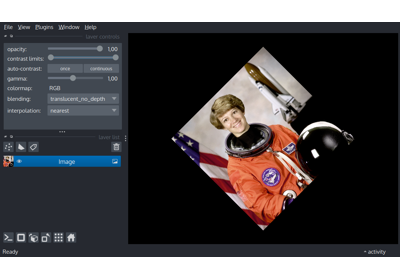 File View Plugins Window Help
layer controls
opacity: 1,00
contrast limits:
auto-contrast: once continuous
gamma: 1,00
colormap: RGB
blending: translucent_no_depth
interpolation: nearest
layer list
Image
Ready activity